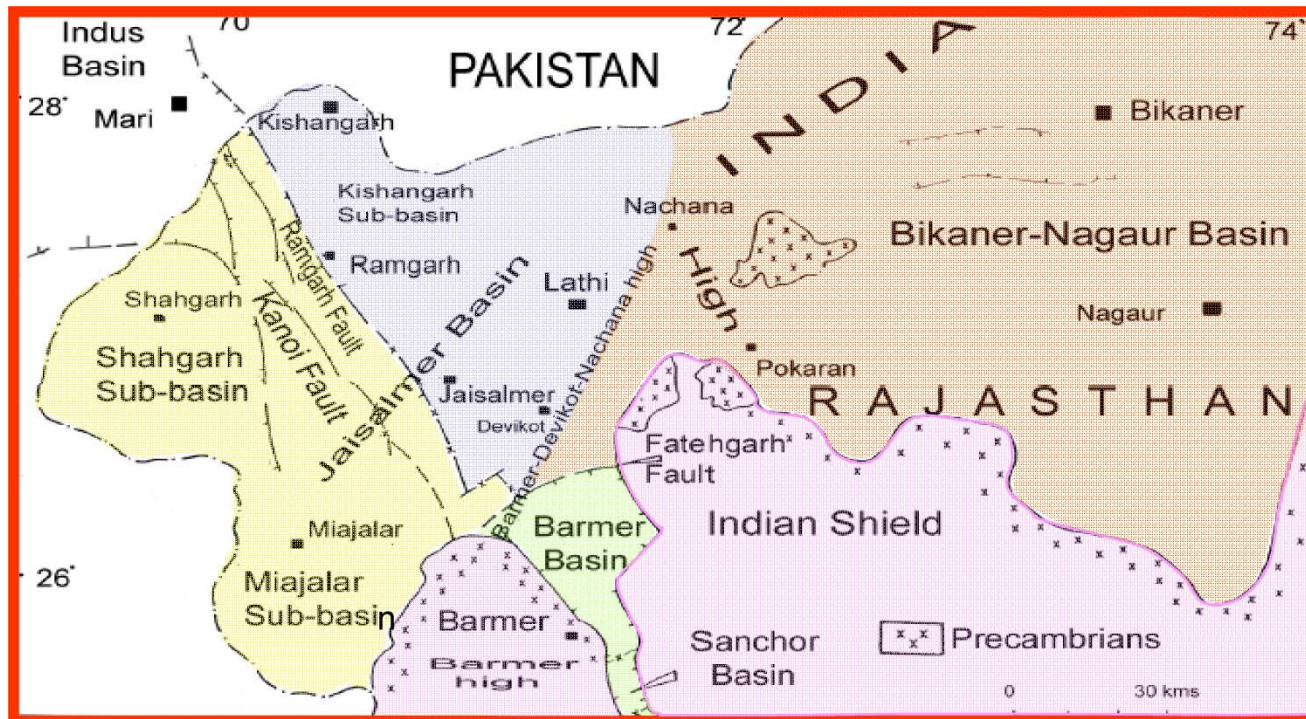 70
72
74
Indus
Basin
PAKISTAN
INDIA
28°
Mari
Kishangarh
Bikaner
Kishangarh
Sub-basin
Nachana
Bikaner-Nagaur Basin
Ramgarh Fault
Ramgarh
High
Lathi
Shahgarh
Kanoi Fault
Jaisalmer Basin
Barmer-Devikot-Nachana high
Nagaur
Shahgarh
Sub-basin
Pokaran
Jaisalmer
Devikot
RAJASTHAN
Fatehgarh
Fault
Miajalar
Barmer
Basin
Indian Shield
26°
Miajalar
Sub-basin
Barmer
Barmer
high
Sanchor
Basin
x x x Precambrians
0 30 kms